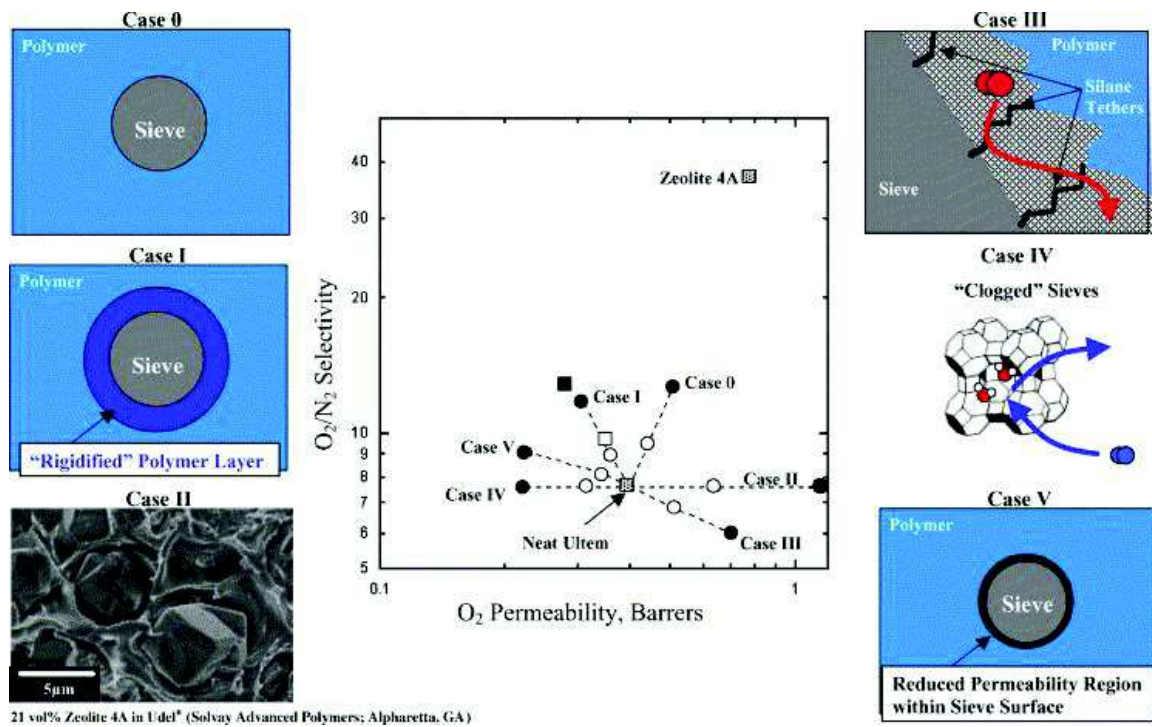 Case 0
Polymer
Sieve
Case I
Polymer
Sieve
“Rigidified” Polymer Layer
Case II
5µm
21 vol% Zeolite 4A in Udel® (Solvay Advanced Polymers; Alpharetta, GA)
O2/N2 Selectivity
40
30
20
10
9
8
7
6
5
0.1
1
O2 Permeability, Barrers
Zeolite 4A
Case I
Case 0
Case V
Case IV
Case II
Neat Ultem
Case III
Case III
Polymer
Silane
Tethers
Sieve
Case IV
“Clogged” Sieves
Case V
Polymer
Sieve
Reduced Permeability Region
within Sieve Surface